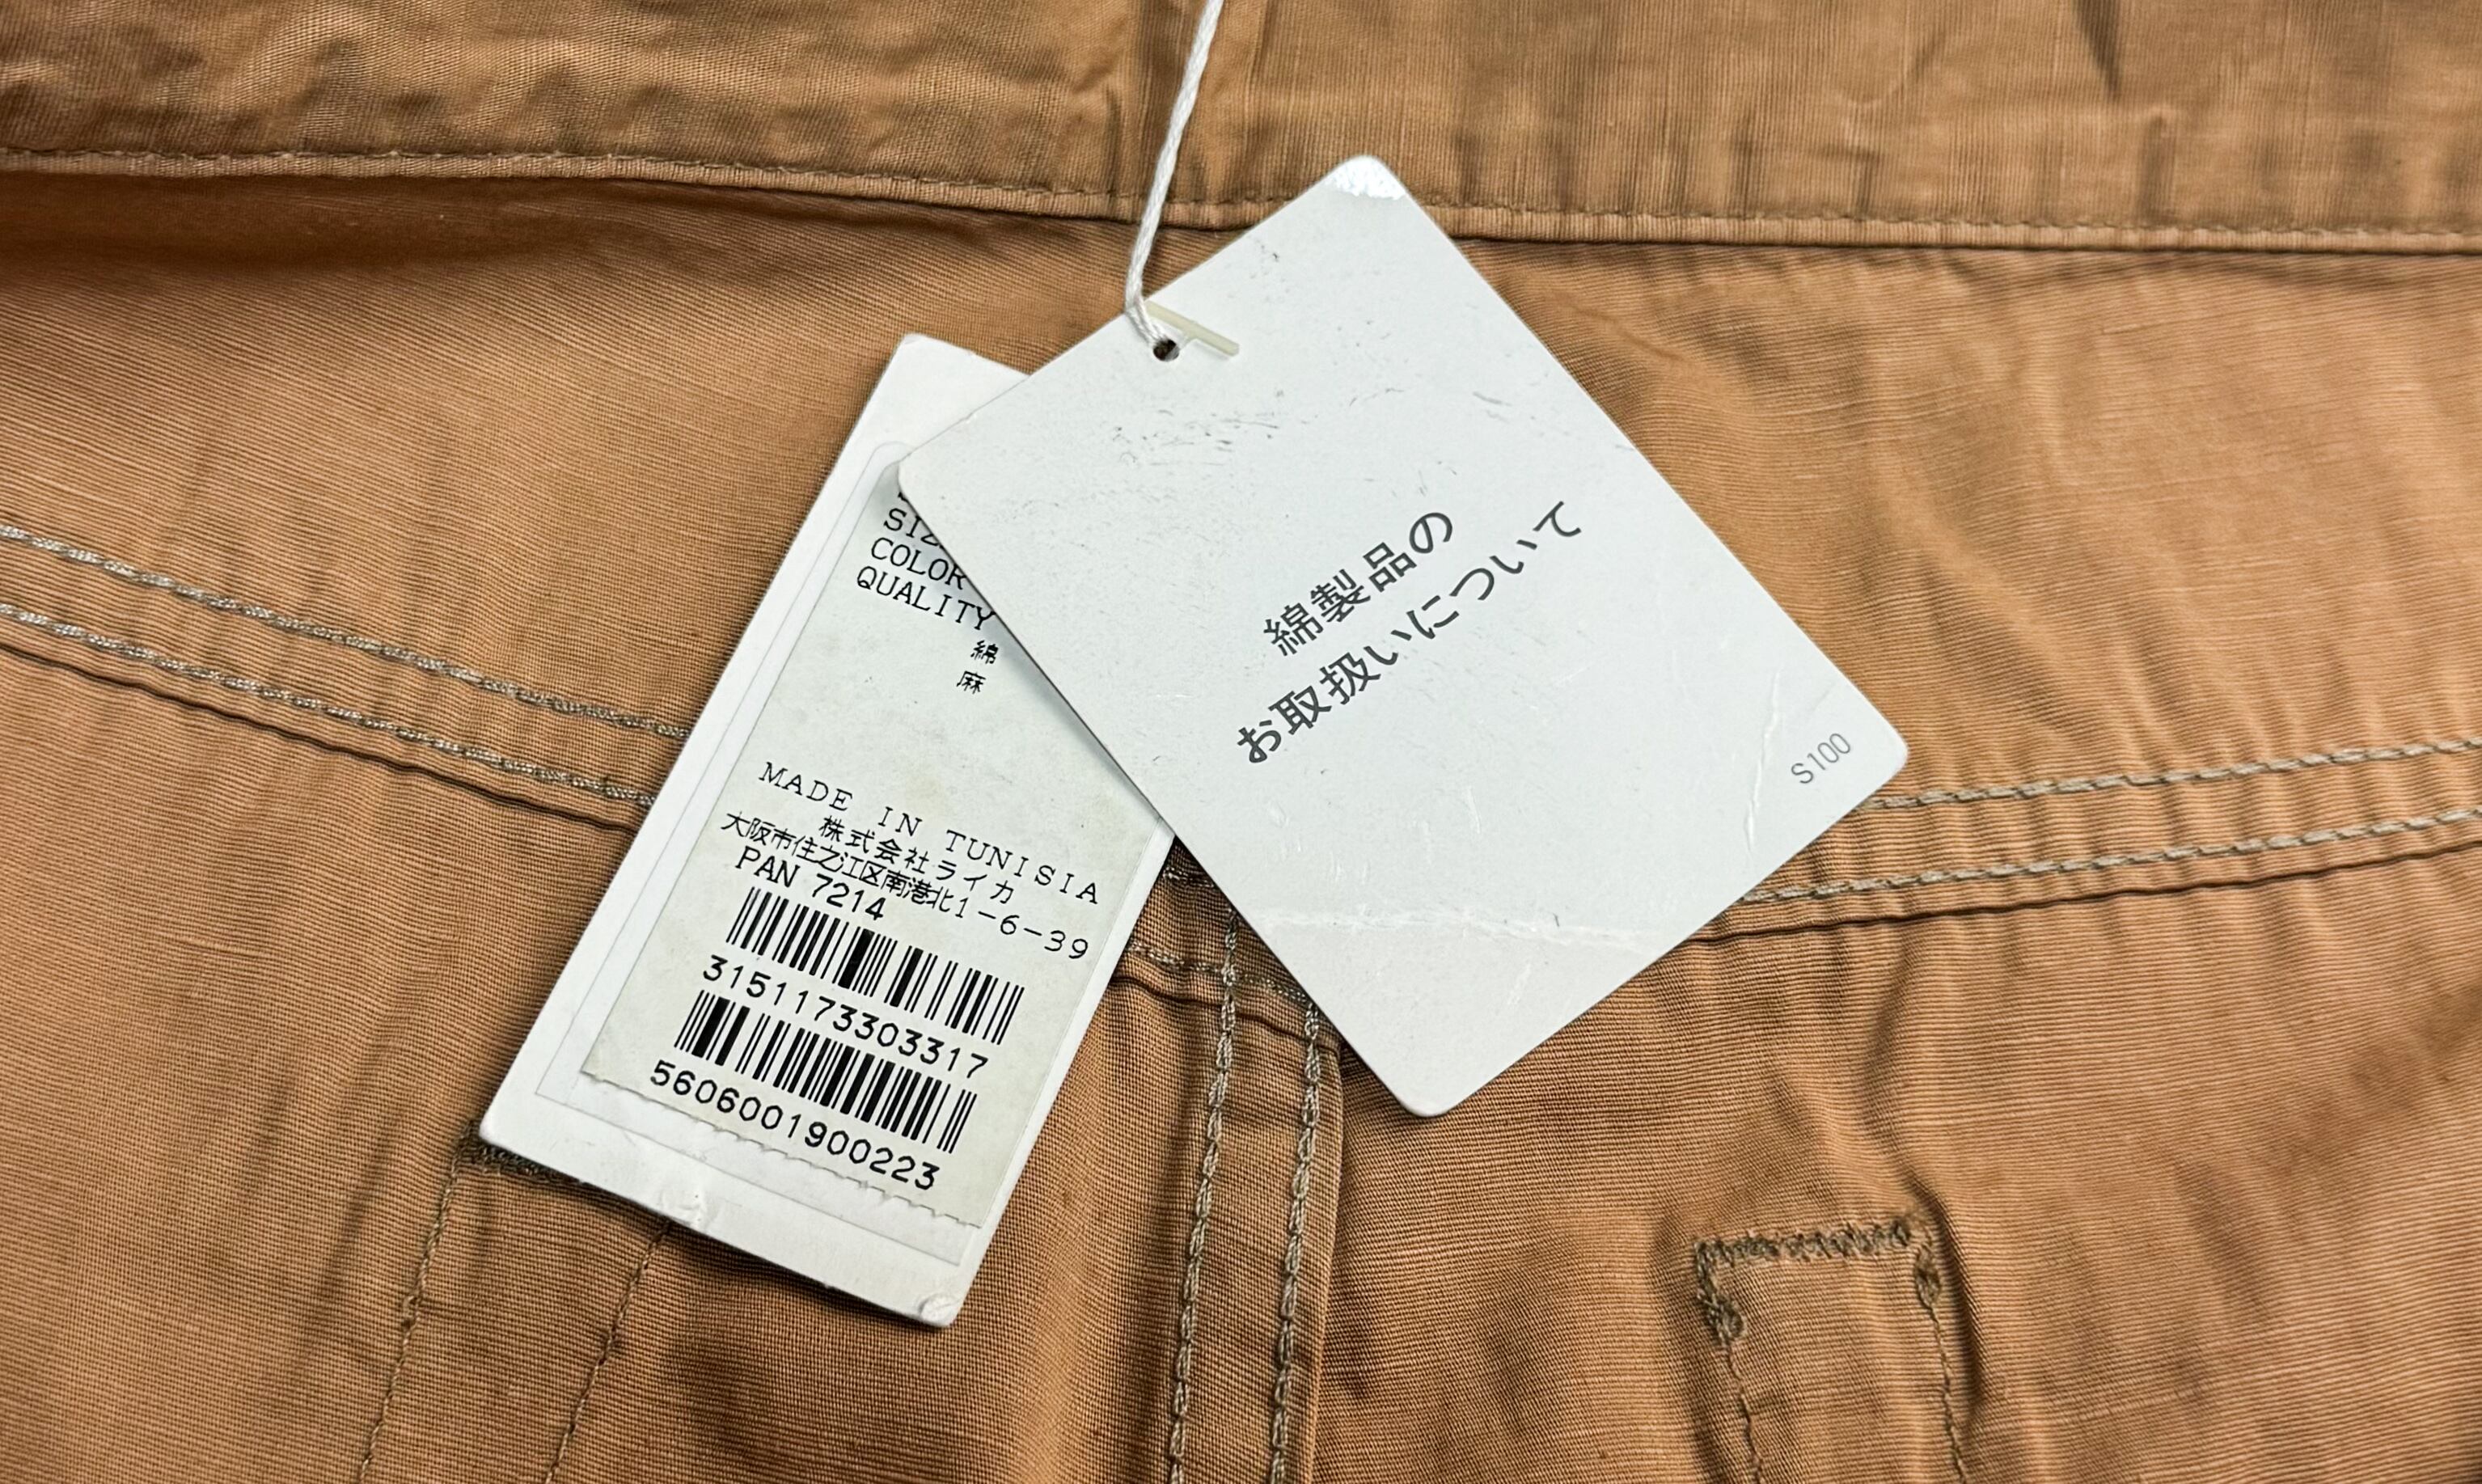 COLOR
QUALITY
綿
麻
MADE IN TUNISIA
株式会社ライカ
大阪市住之江区南港北1-6-39
PAN 7214
3151173303317
5606001900223
綿製品の
お取扱いについて
S100